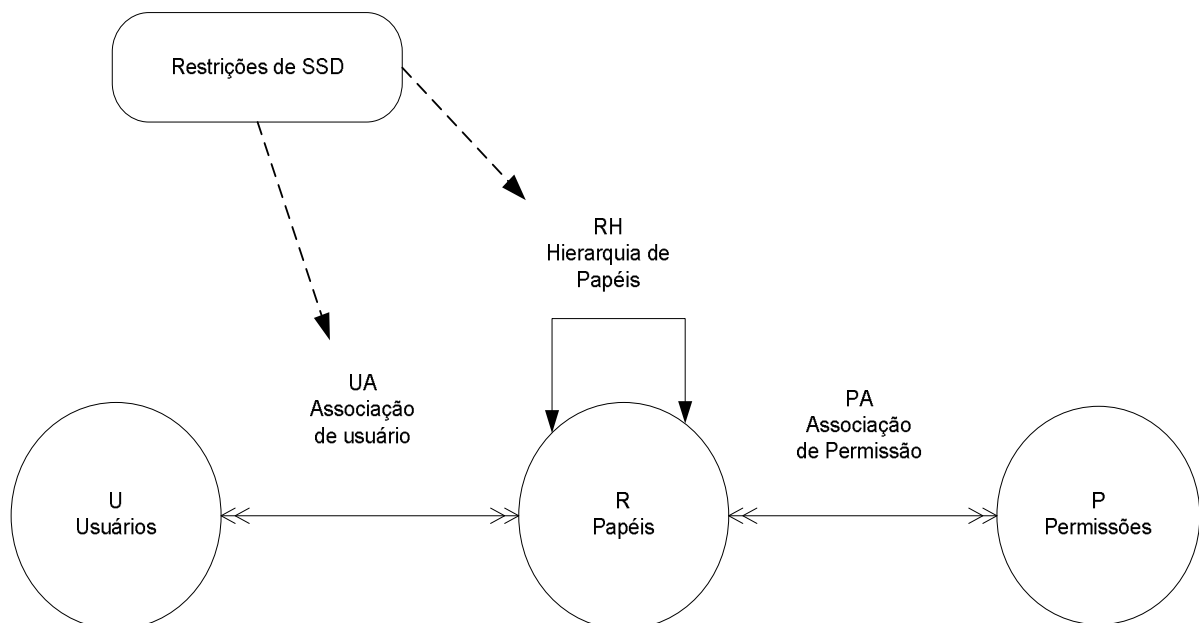 Restrições de SSD
RH
Hierarquia de
Papéis
UA
Associação
de usuário
PA
Associação
de Permissão
U
Usuários
R
Papéis
P
Permissões